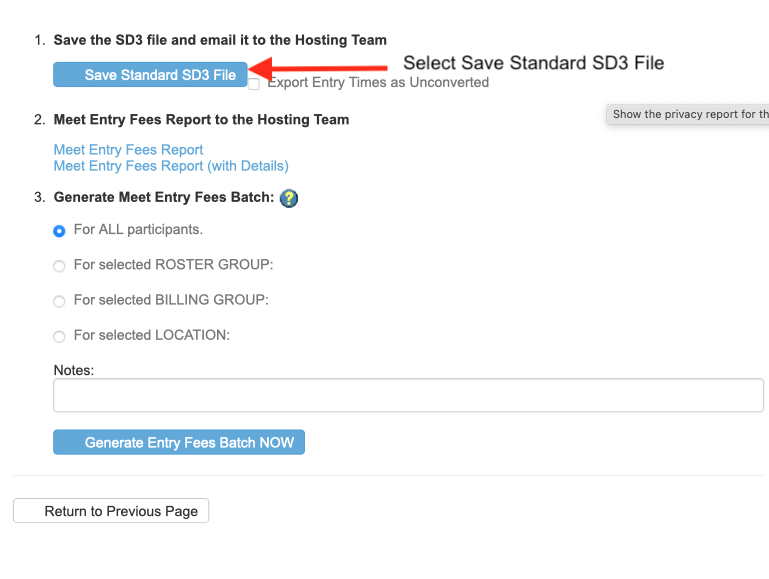 1. Save the SD3 file and email it to the Hosting Team
Save Standard SD3 File
Select Save Standard SD3 File
Export Entry Times as Unconverted
Show the privacy report for th
2. Meet Entry Fees Report to the Hosting Team
Meet Entry Fees Report
Meet Entry Fees Report (with Details)
3. Generate Meet Entry Fees Batch: ?
For ALL participants.
For selected ROSTER GROUP:
For selected BILLING GROUP:
For selected LOCATION:
Notes:
Generate Entry Fees Batch NOW
Return to Previous Page